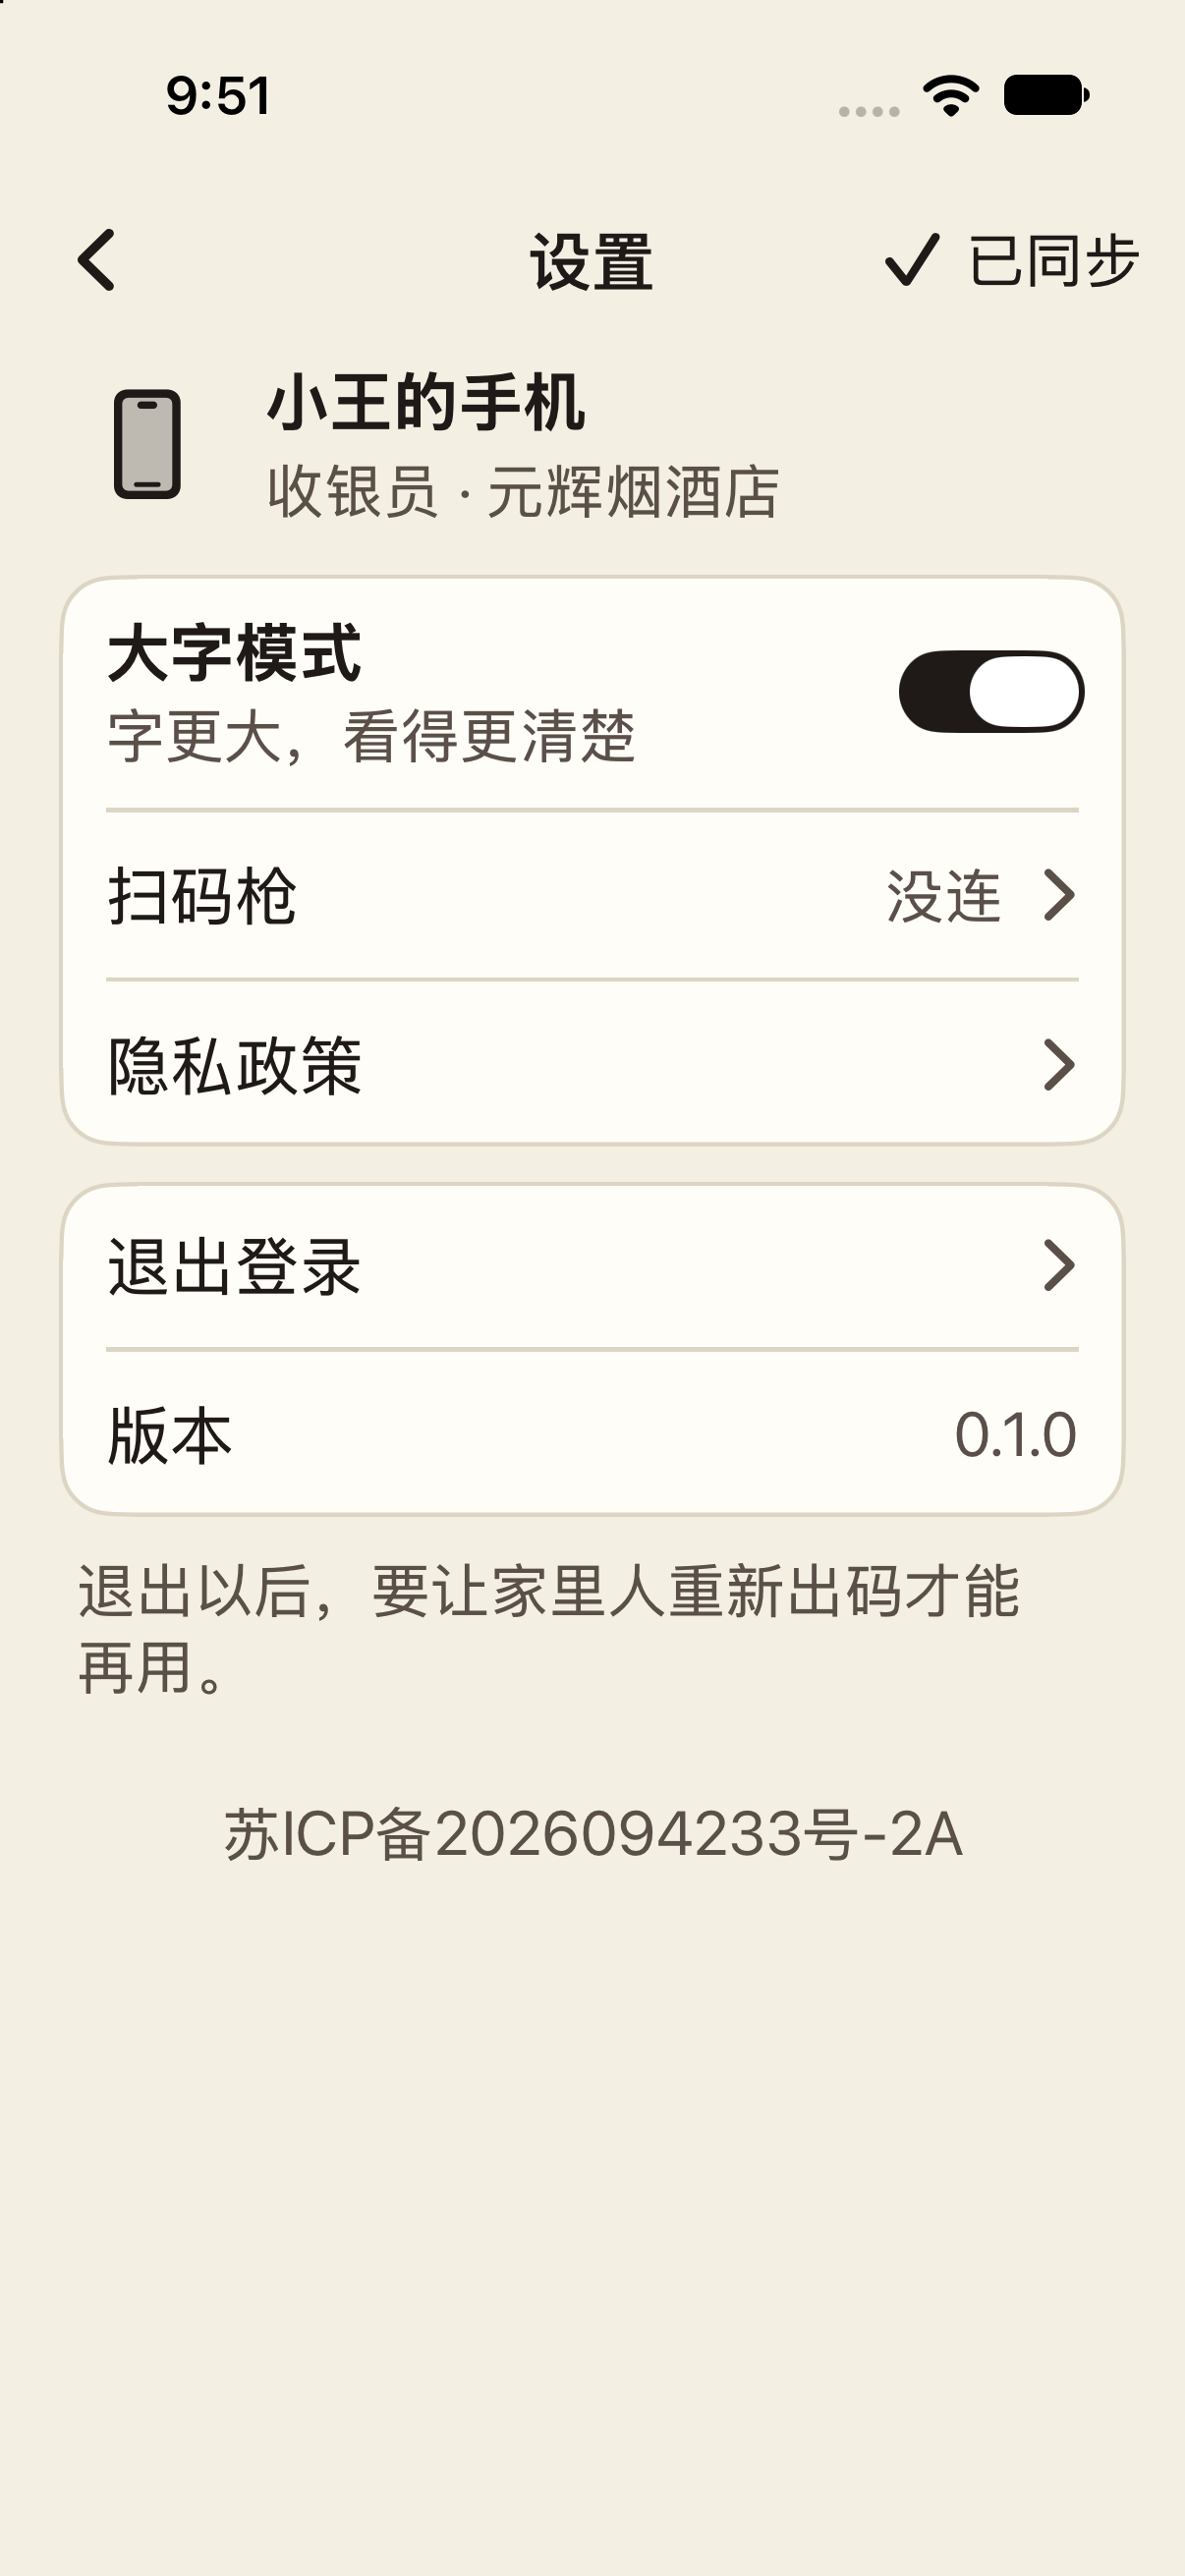 9:51
设置
已同步
小王的手机
收银员 · 元辉烟酒店
大字模式
字更大，看得更清楚
扫码枪
没连
隐私政策
退出登录
版本
0.1.0
退出以后，要让家里人重新出码才能
再用。
苏ICP备2026094233号-2A